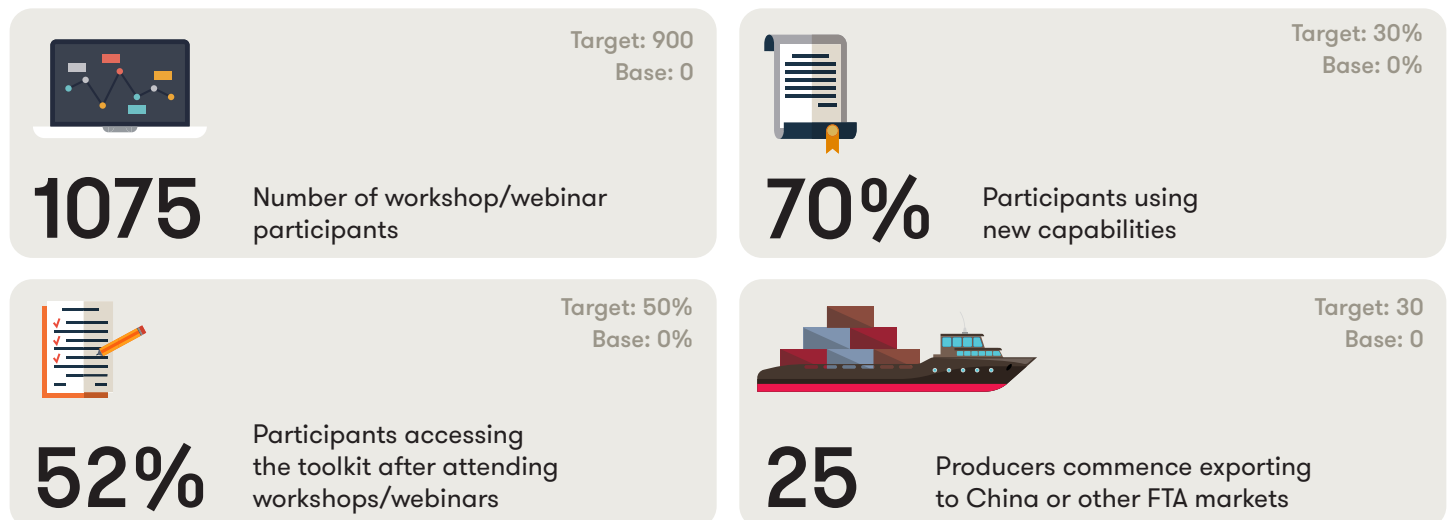 Target: 900
Base: 0
1075
Number of workshop/webinar
participants
Target: 30%
Base: 0%
70%
Participants using
new capabilities
Target: 50%
Base: 0%
52%
Participants accessing
the toolkit after attending
workshops/webinars
Target: 30
Base: 0
25
Producers commence exporting
to China or other FTA markets